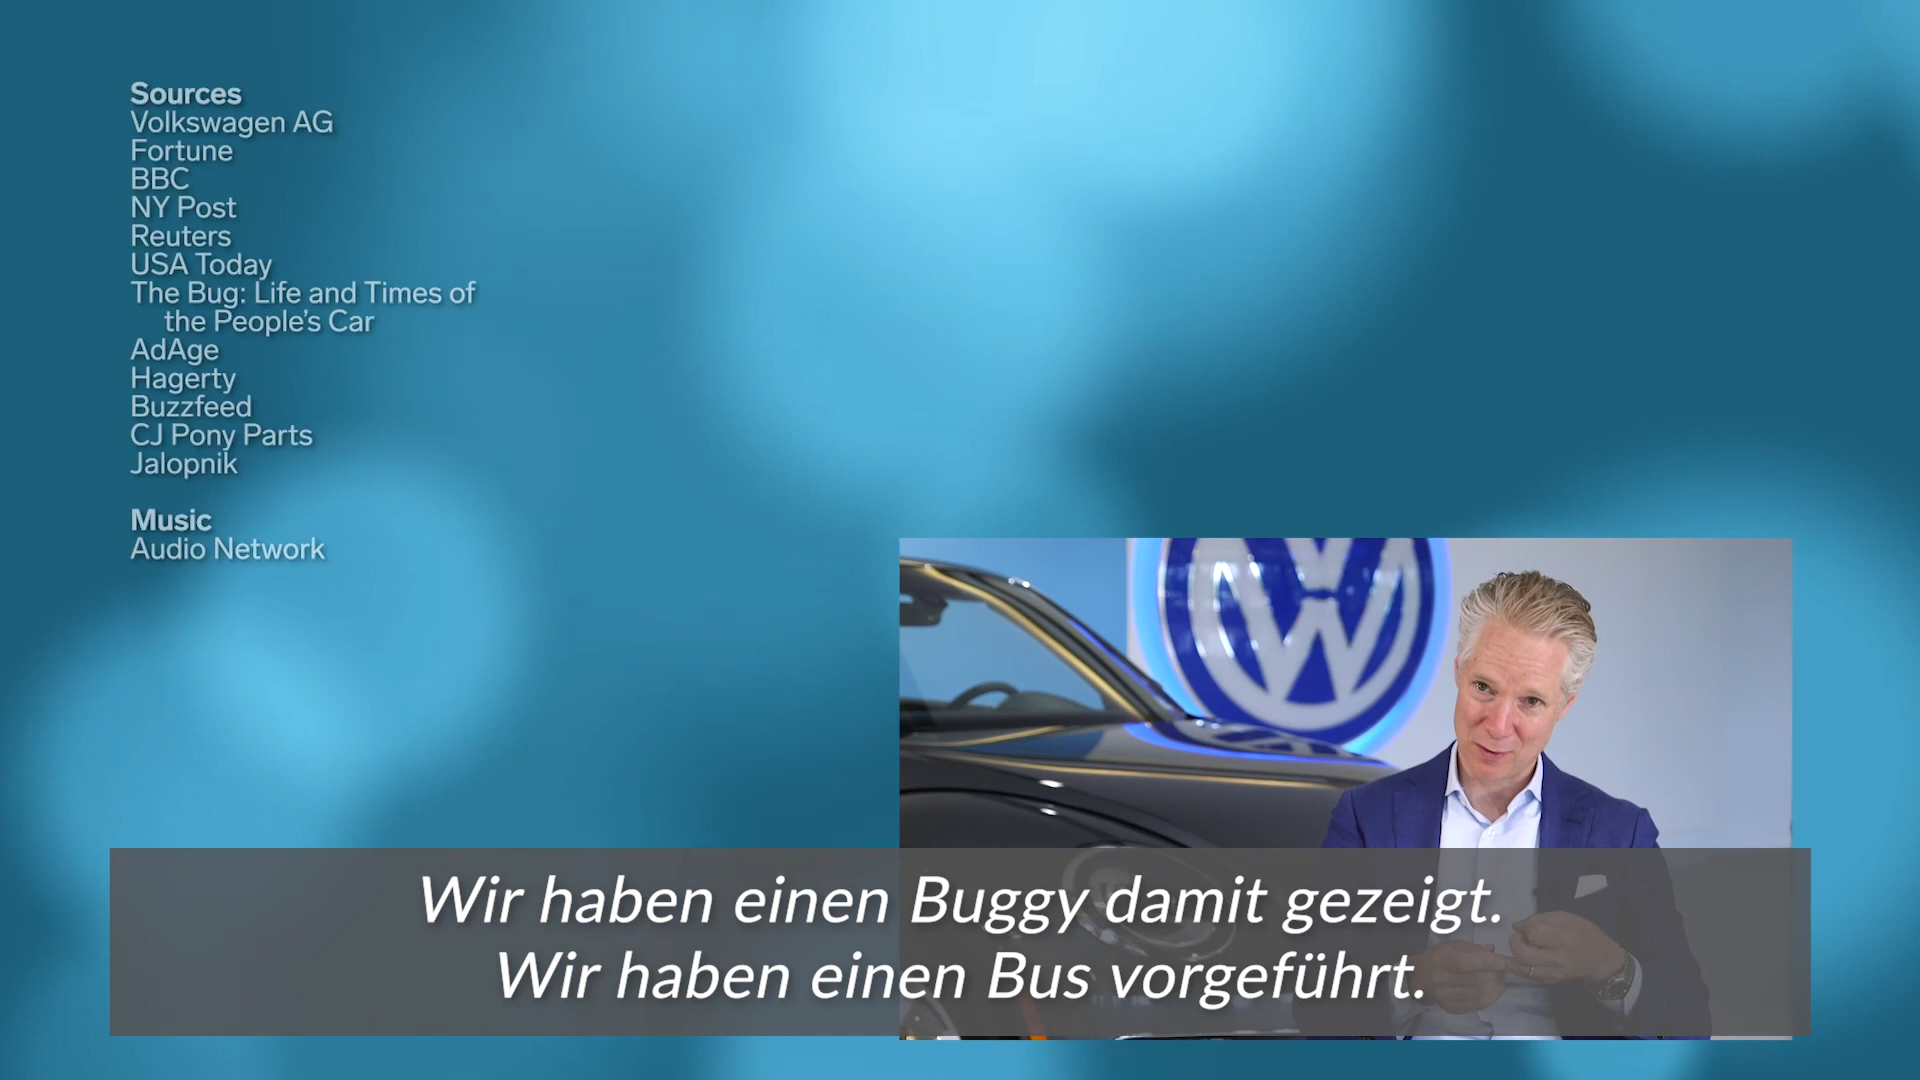 Sources
Volkswagen AG
Fortune
BBC
NY Post
Reuters
USA Today
The Bug: Life and Times of
the People's Car
AdAge
Hagerty
Buzzfeed
CJ Pony Parts
Jalopnik
Music
Audio Network
Wir haben einen Buggy damit gezeigt.
Wir haben einen Bus vorgeführt.